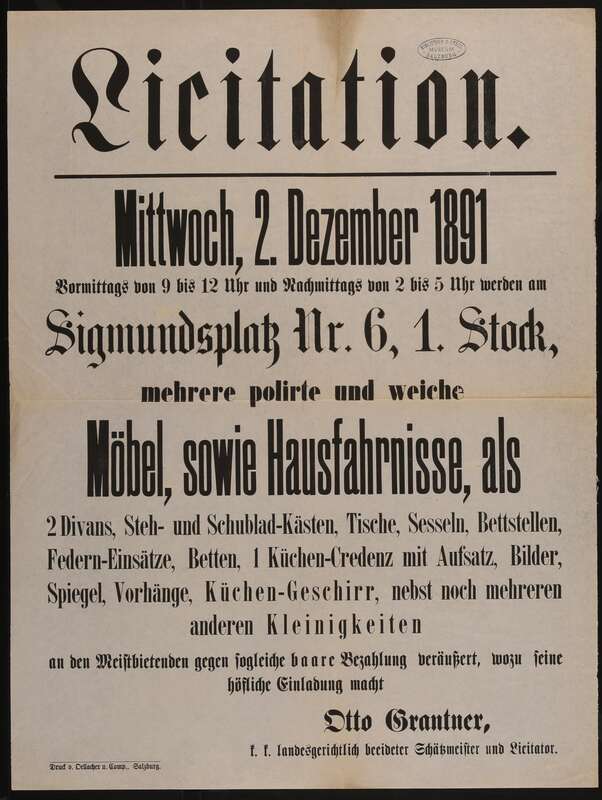 Licitation.
BIBLIOTHEK D. STÄDT.
MUSEUM
SALZBURG
Mittwoch, 2. Dezember 1891
Vormittags von 9 bis 12 Uhr und Nachmittags von 2 bis 5 Uhr werden am
Sigmundsplatz Nr. 6, 1. Stock,
mehrere polirte und weiche
Möbel, sowie Hausfahrnisse, als
2 Divans, Steh- und Schublad-Kästen, Tische, Sesseln, Bettstellen,
Federn-Einsätze, Betten, 1 Küchen-Credenz mit Aufsatz, Bilder,
Spiegel, Vorhänge, Küchen-Geschirr, nebst noch mehreren
anderen Kleinigkeiten
an den Meistbietenden gegen sogleiche baare Bezahlung veräußert, wozu seine
höfliche Einladung macht
Otto Grantner,
k. k. landesgerichtlich beeideter Schätzmeister und Licitator.
Druck v. Oellacher u. Comp., Salzburg.